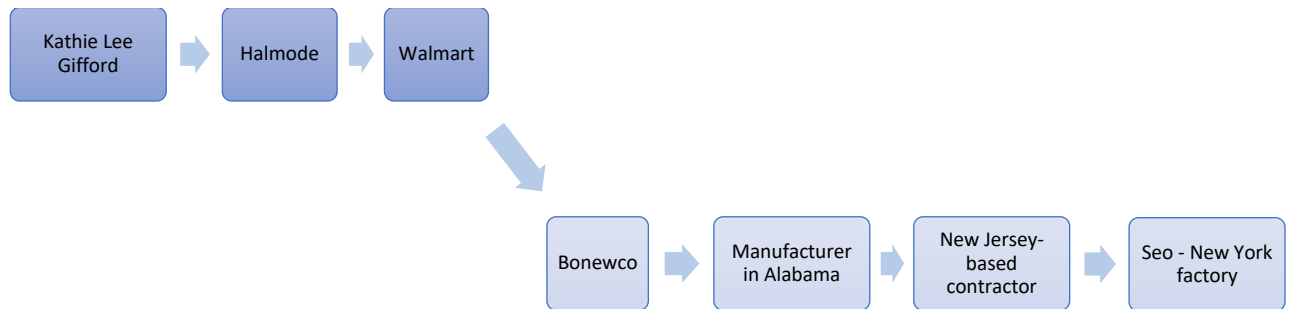 Kathie Lee
Gifford
Halmode
Walmart
Bonewco
Manufacturer
in Alabama
New Jersey-
based
contractor
Seo - New York
factory